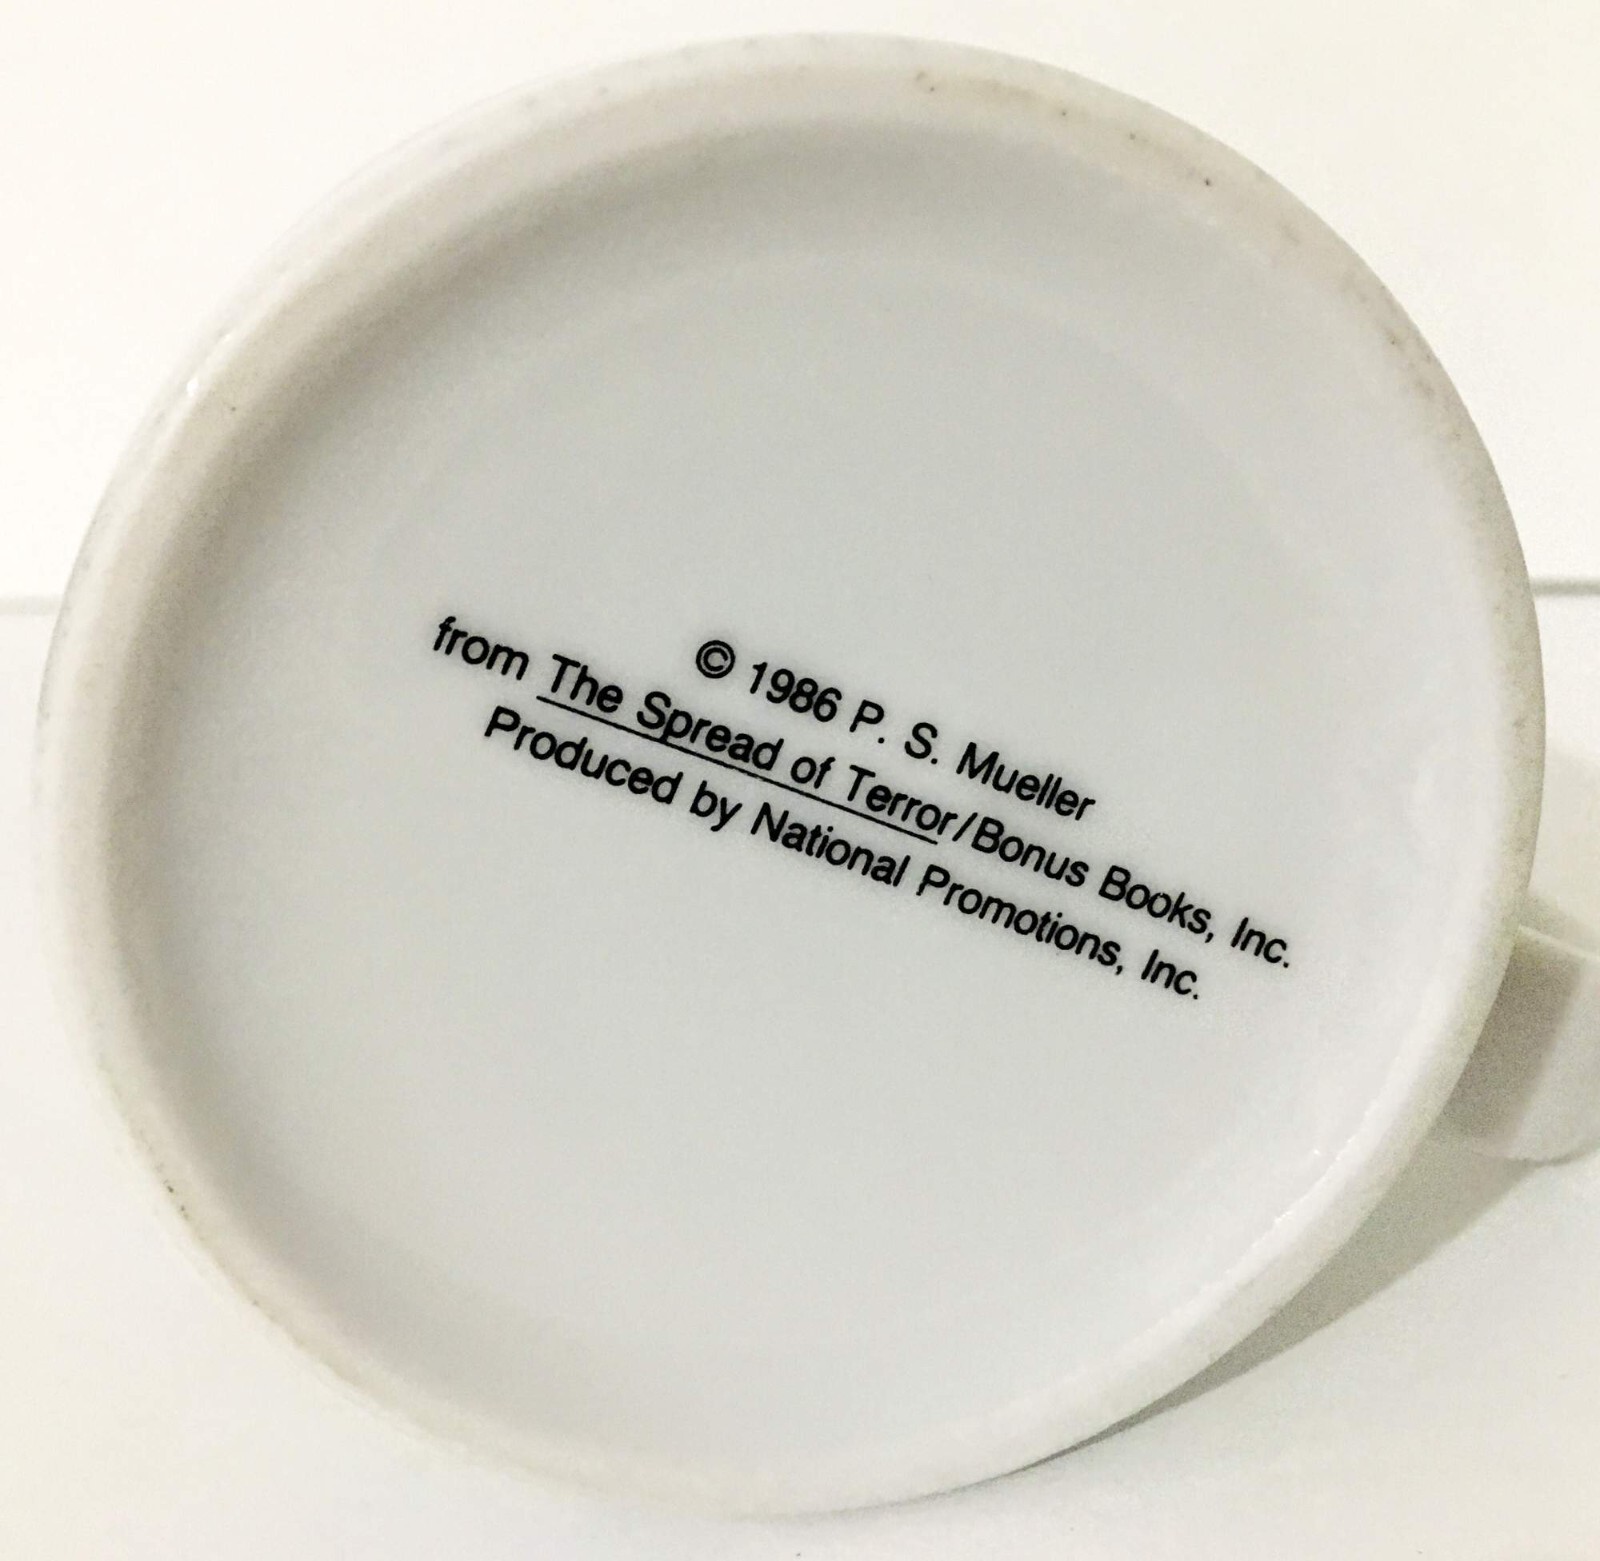 © 1986 P. S. Mueller
from The Spread of Terror/Bonus Books, Inc.
Produced by National Promotions, Inc.